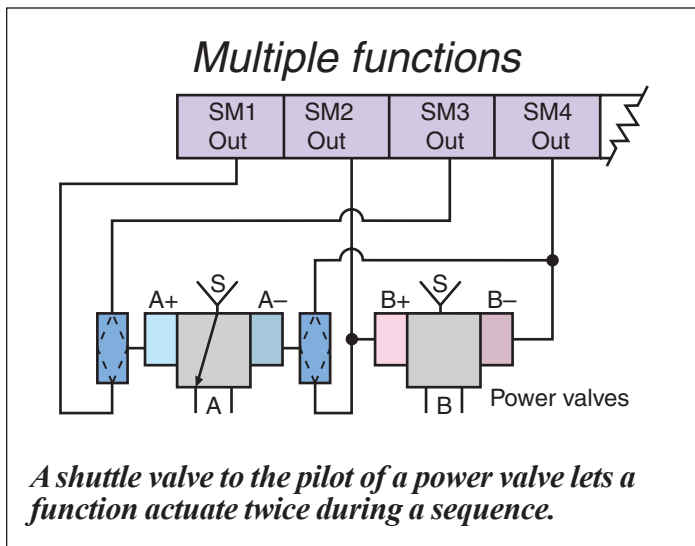 Multiple functions
SM1 SM2 SM3 SM4
Out Out Out Out
S S
A+ A– B+ B–
A B Power valves
A shuttle valve to the pilot of a power valve lets a
function actuate twice during a sequence.